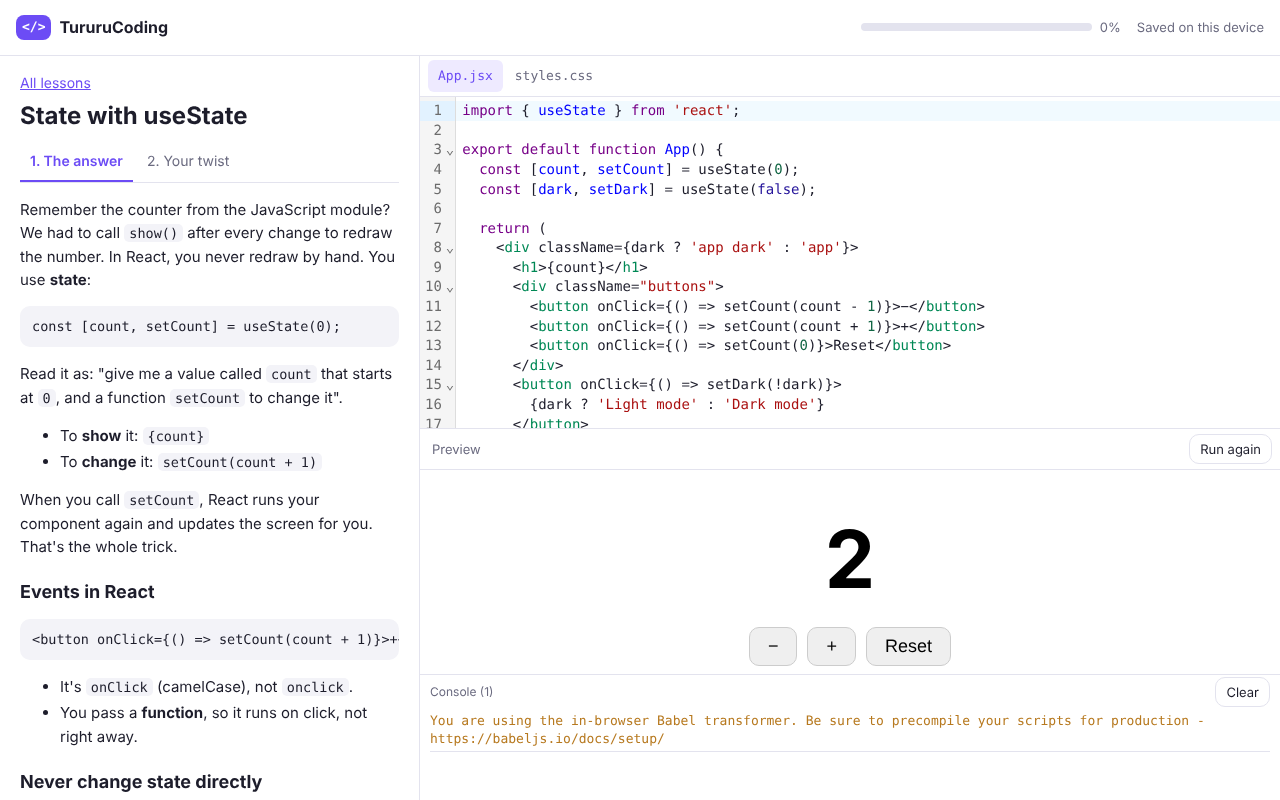 </> TururuCoding
0% Saved on this device
All lessons
State with useState
1. The answer 2. Your twist
Remember the counter from the JavaScript module?
We had to call show() after every change to redraw
the number. In React, you never redraw by hand. You
use state:
const [count, setCount] = useState(0);
Read it as: "give me a value called count that starts
at 0, and a function setCount to change it".
• To show it: {count}
• To change it: setCount(count + 1)
When you call setCount, React runs your
component again and updates the screen for you.
That's the whole trick.
Events in React
<button onClick={() => setCount(count + 1)}>+
• It's onClick (camelCase), not onclick.
• You pass a function, so it runs on click, not
right away.
Never change state directly
App.jsx styles.css
1 import { useState } from 'react';
2
3 export default function App() {
4 const [count, setCount] = useState(0);
5 const [dark, setDark] = useState(false);
6
7 return (
8 <div className={dark ? 'app dark' : 'app'}>
9 <h1>{count}</h1>
10 <div className="buttons">
11 <button onClick={() => setCount(count - 1)}>−</button>
12 <button onClick={() => setCount(count + 1)}>+</button>
13 <button onClick={() => setCount(0)}>Reset</button>
14 </div>
15 <button onClick={() => setDark(!dark)}>
16 {dark ? 'Light mode' : 'Dark mode'}
17 </button>
Preview Run again
2
− + Reset
Console (1) Clear
You are using the in-browser Babel transformer. Be sure to precompile your scripts for production -
https://babeljs.io/docs/setup/